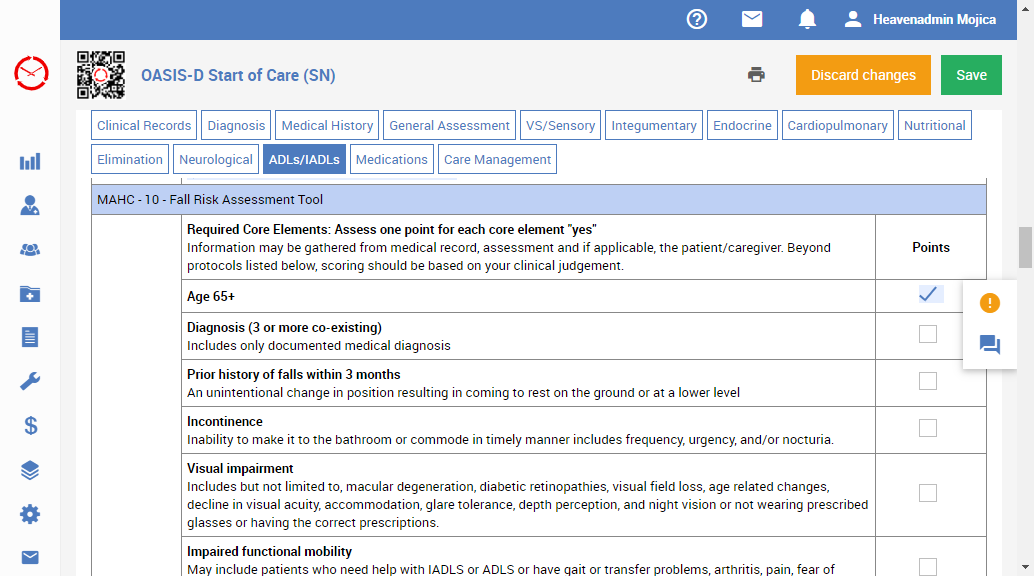 Heavenadmin Mojica
OASIS-D Start of Care (SN)
Discard changes
Save
Clinical Records
Diagnosis
Medical History
General Assessment
VS/Sensory
Integumentary
Endocrine
Cardiopulmonary
Nutritional
Elimination
Neurological
ADLs/IADLs
Medications
Care Management
MAHC - 10 - Fall Risk Assessment Tool
Required Core Elements: Assess one point for each core element "yes"
Information may be gathered from medical record, assessment and if applicable, the patient/caregiver. Beyond
protocols listed below, scoring should be based on your clinical judgement.
Points
Age 65+
Diagnosis (3 or more co-existing)
Includes only documented medical diagnosis
Prior history of falls within 3 months
An unintentional change in position resulting in coming to rest on the ground or at a lower level
Incontinence
Inability to make it to the bathroom or commode in timely manner includes frequency, urgency, and/or nocturia.
Visual impairment
Includes but not limited to, macular degeneration, diabetic retinopathies, visual field loss, age related changes,
decline in visual acuity, accommodation, glare tolerance, depth perception, and night vision or not wearing prescribed
glasses or having the correct prescriptions.
Impaired functional mobility
May include patients who need help with IADLS or ADLS or have gait or transfer problems, arthritis, pain, fear of